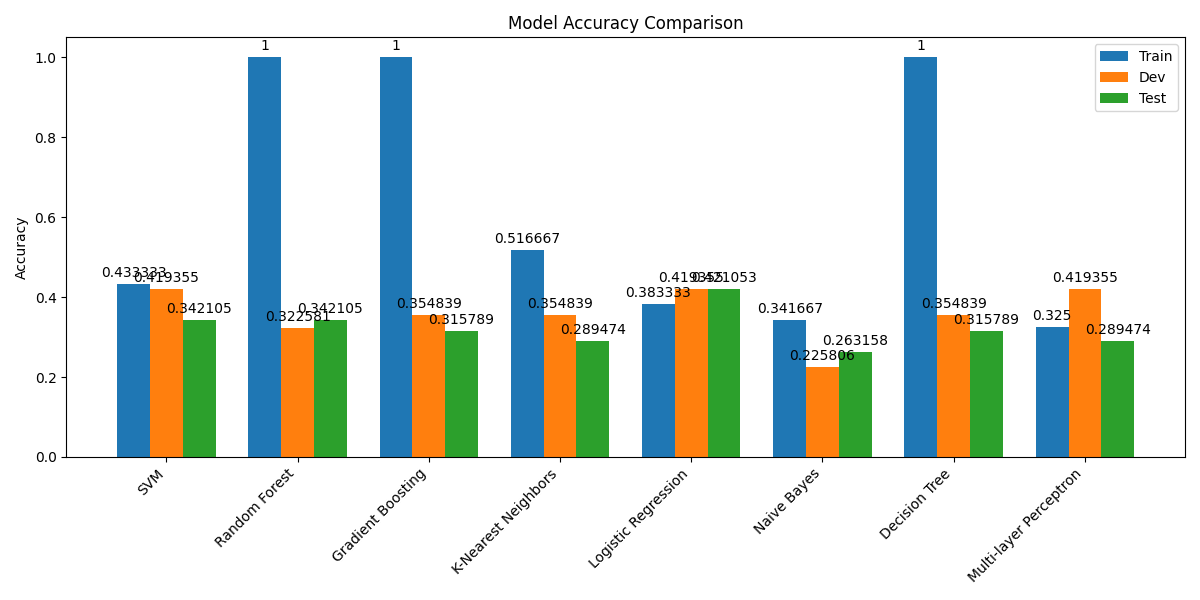 Model Accuracy Comparison
Accuracy
1.0
0.8
0.6
0.4
0.2
0.0
Train
Dev
Test
0.433333
0.419355
0.342105
1
0.322581
0.342105
1
0.354839
0.315789
0.516667
0.354839
0.289474
0.383333
0.419355
0.421053
0.341667
0.225806
0.263158
1
0.354839
0.315789
0.325
0.419355
0.289474
SVM
Random Forest
Gradient Boosting
K-Nearest Neighbors
Logistic Regression
Naive Bayes
Decision Tree
Multi-layer Perceptron